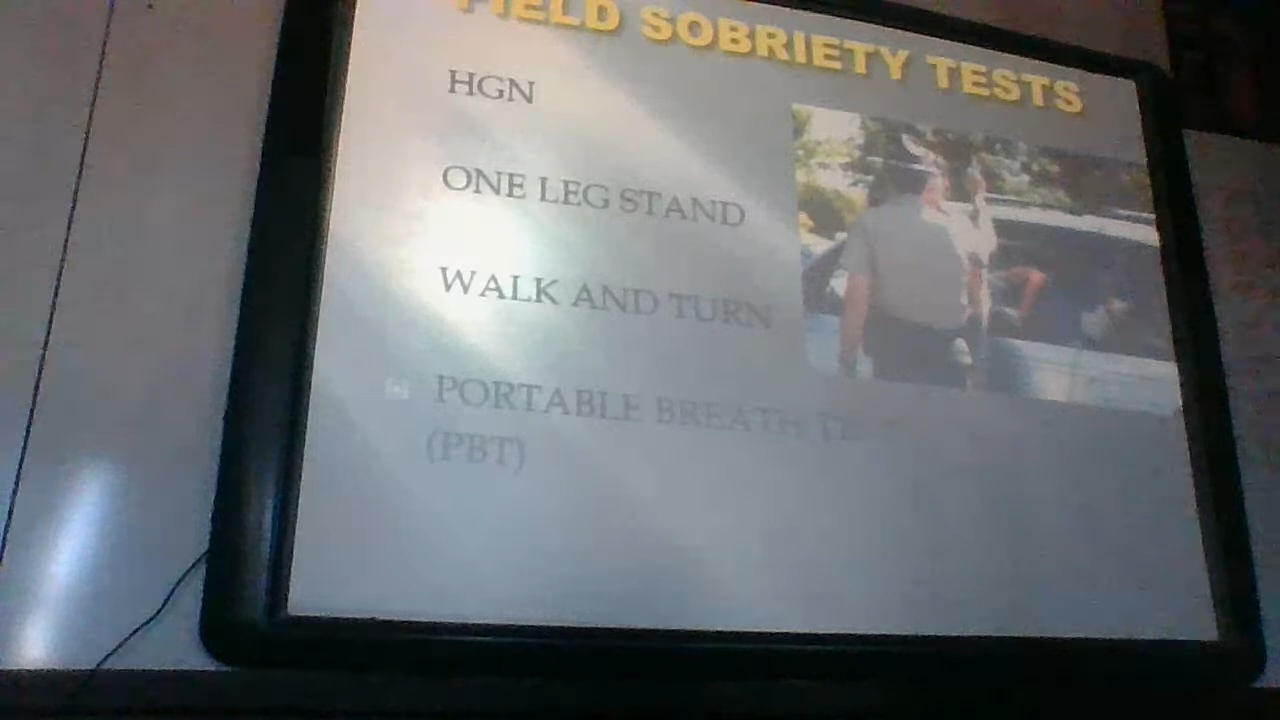 FIELD SOBRIETY TESTS
HGN
ONE LEG STAND
WALK AND TURN
PORTABLE BREATH
(PBT)